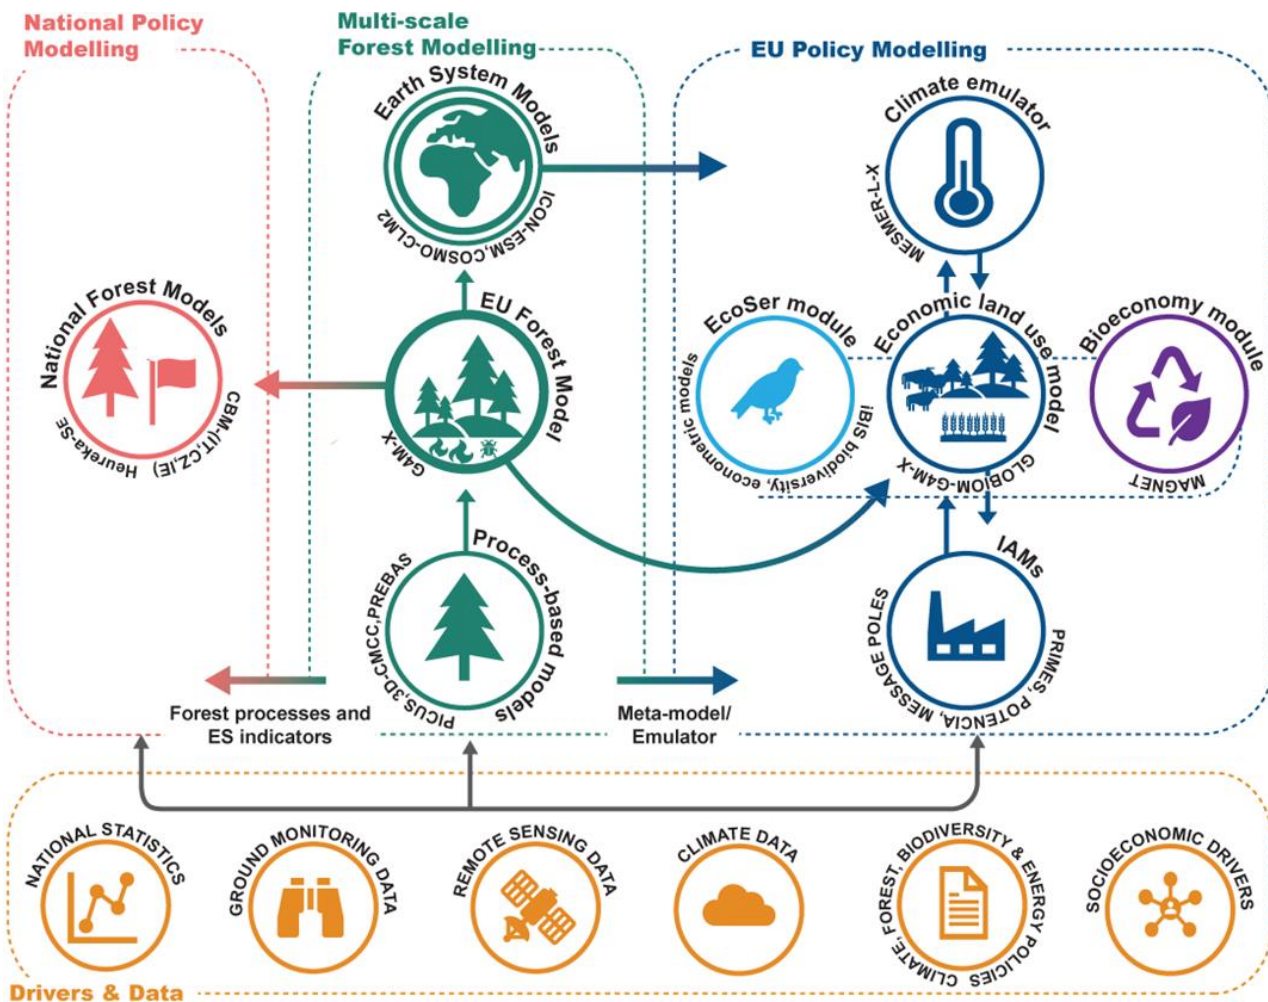 National Policy
Modelling
Multi-scale
Forest Modelling
EU Policy Modelling
Earth System Models
ICON-ESM,COSMO-CLM2
Climate emulator
MESMER-L-X
National Forest Models
CBM-(IT,CZ,IE)
Heureka-SE
EU Forest Model
G4M-X
EcoSer module
iBIS biodiversity, econometric models
Economic land use model
GLOBIOM-G4M-X
Bioeconomy module
MAGNET
Process-based models
PICUS,3D-CMCC,PREBAS
IAMs
PRIMES, POTENCIA, MESSAGE POLES
Forest processes and
ES indicators
Meta-model/
Emulator
NATIONAL STATISTICS
GROUND MONITORING DATA
REMOTE SENSING DATA
CLIMATE DATA
CLIMATE, FOREST, BIODIVERSITY & ENERGY POLICIES
SOCIOECONOMIC DRIVERS
Drivers & Data